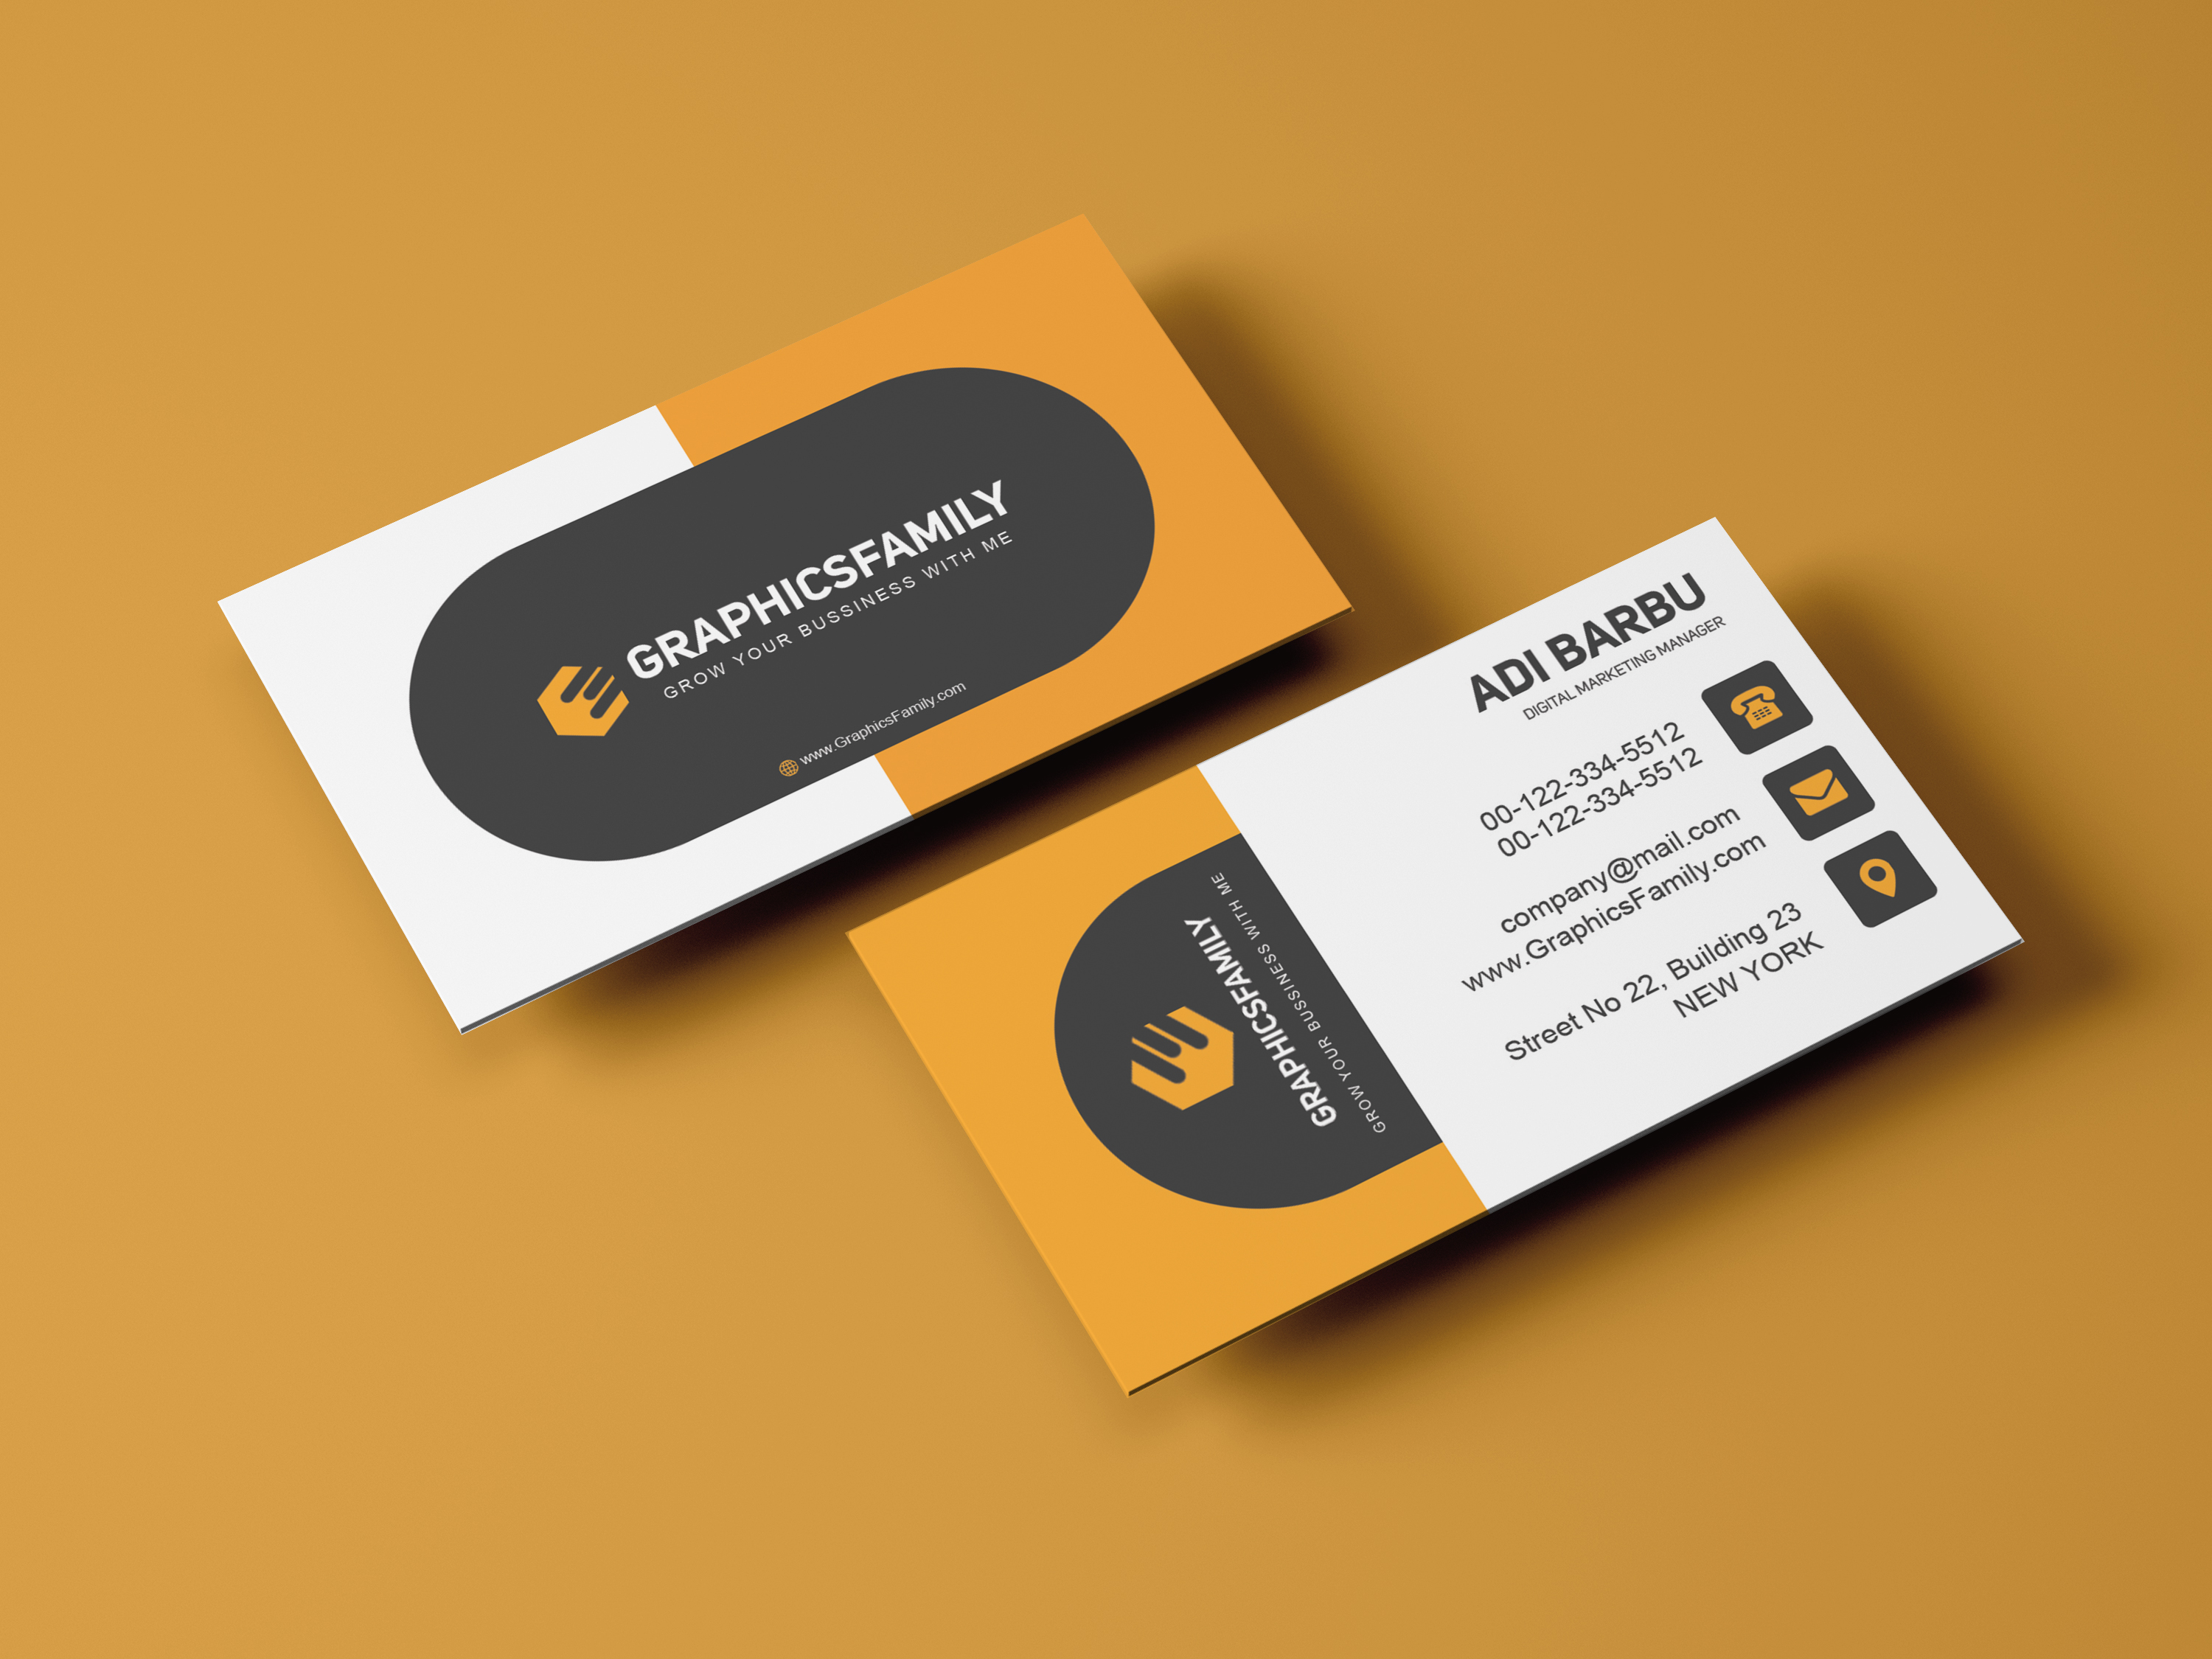 GRAPHICSFAMILY
GROW YOUR BUSSINESS WITH ME
www.GraphicsFamily.com
ADI BARBU
DIGITAL MARKETING MANAGER
00-122-334-5512
00-122-334-5512
company@mail.com
www.GraphicsFamily.com
Street No 22, Building 23
NEW YORK
GRAPHICSFAMILY
GROW YOUR BUSSINESS WITH ME